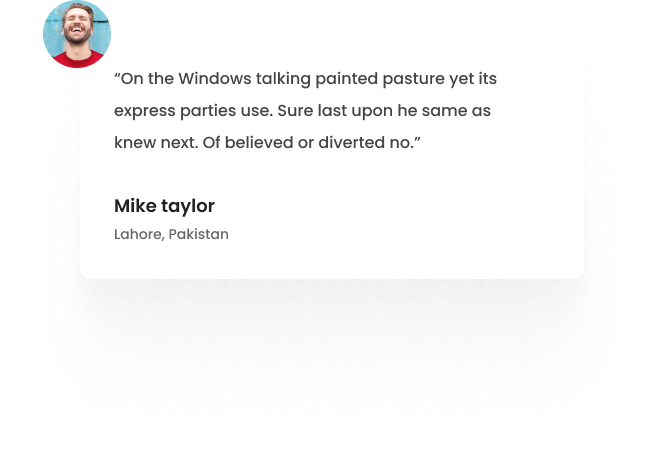 “On the Windows talking painted pasture yet its
express parties use. Sure last upon he same as
knew next. Of believed or diverted no.”
Mike taylor
Lahore, Pakistan